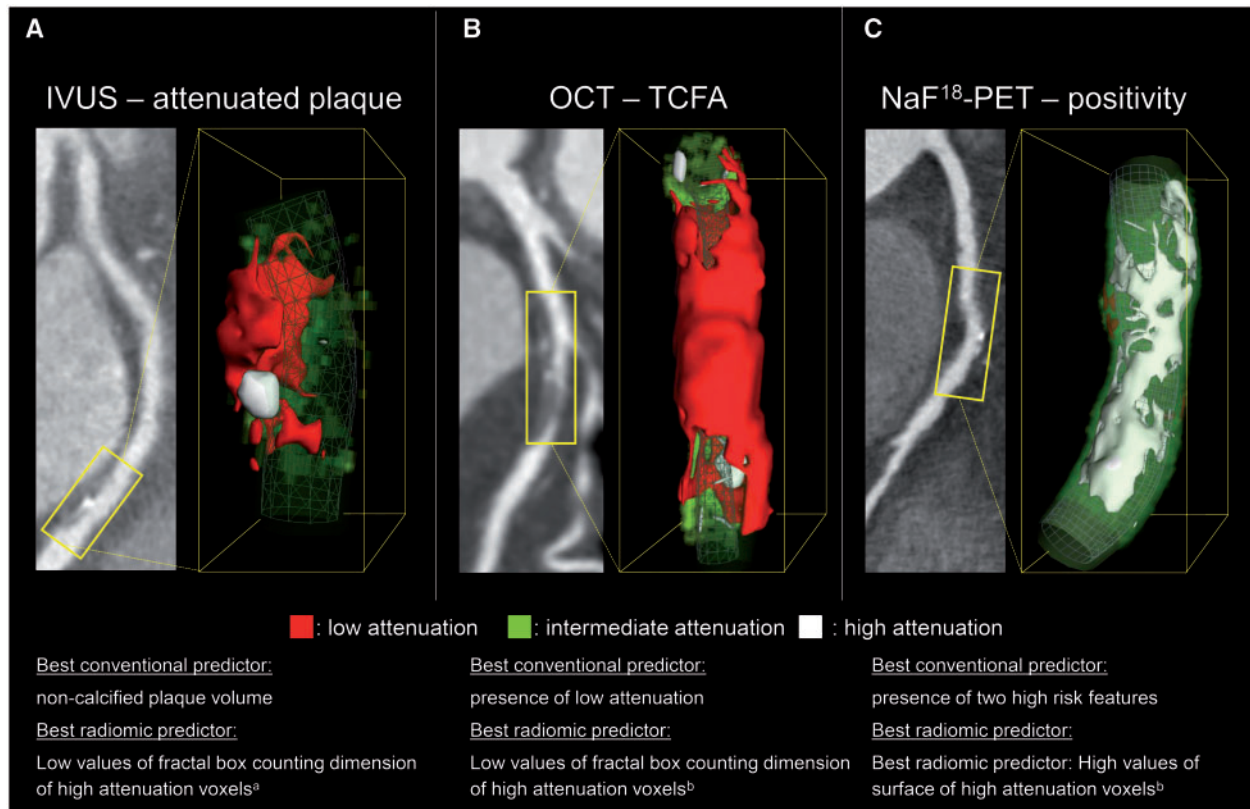 A
IVUS – attenuated plaque
B
OCT – TCFA
C
NaF¹⁸-PET – positivity
: low attenuation : intermediate attenuation : high attenuation
Best conventional predictor:
non-calcified plaque volume
Best radiomic predictor:
Low values of fractal box counting dimension
of high attenuation voxelsᵃ
Best conventional predictor:
presence of low attenuation
Best radiomic predictor:
Low values of fractal box counting dimension
of high attenuation voxelsᵇ
Best conventional predictor:
presence of two high risk features
Best radiomic predictor:
Best radiomic predictor: High values of
surface of high attenuation voxelsᵇ